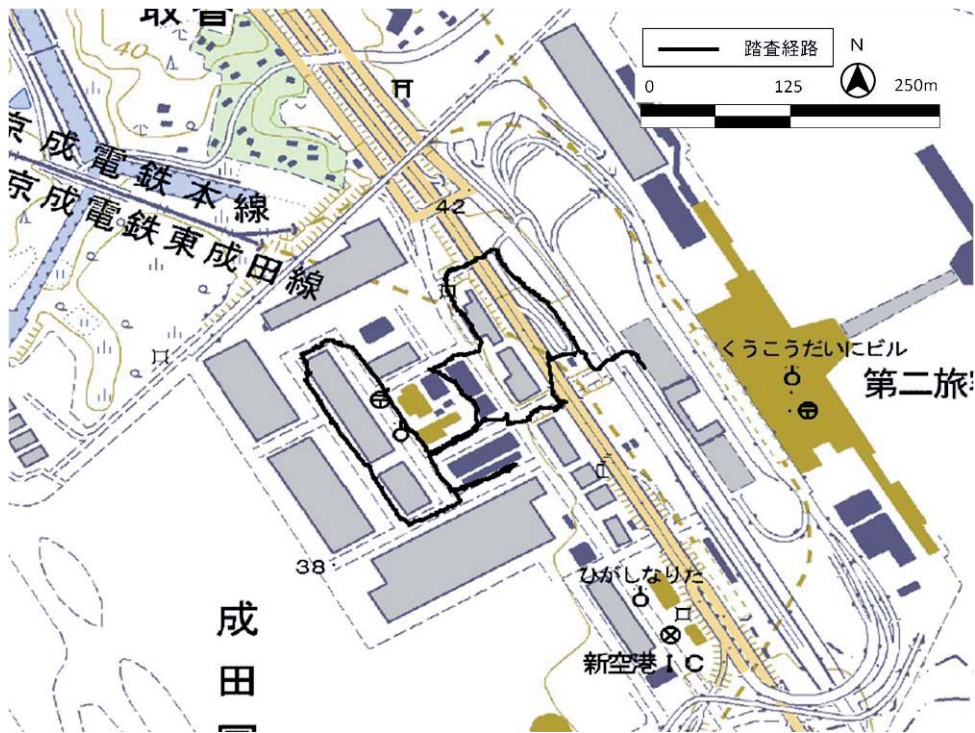 取香
踏査経路
N
0 125 250m
40
京成電鉄本線
京成電鉄東成田線
42
くうこうだいにビル
第二旅
38
ひがしなりた
新空港IC
成田